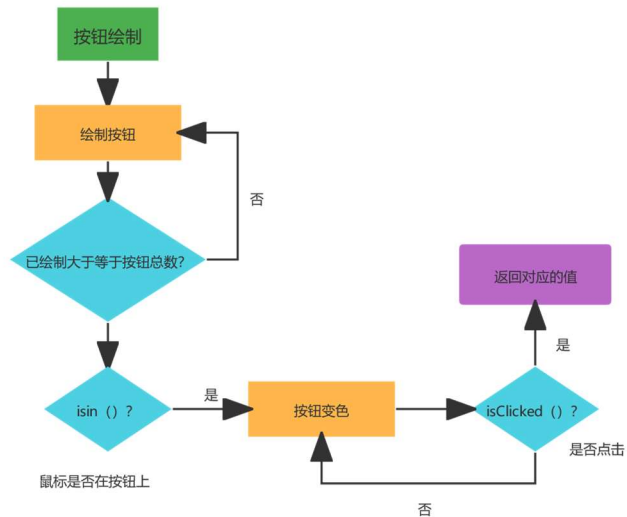 按钮绘制
绘制按钮
否
已绘制大于等于按钮总数?
返回对应的值
是
isin（）?
是
按钮变色
isClicked（）?
是否点击
鼠标是否在按钮上
否